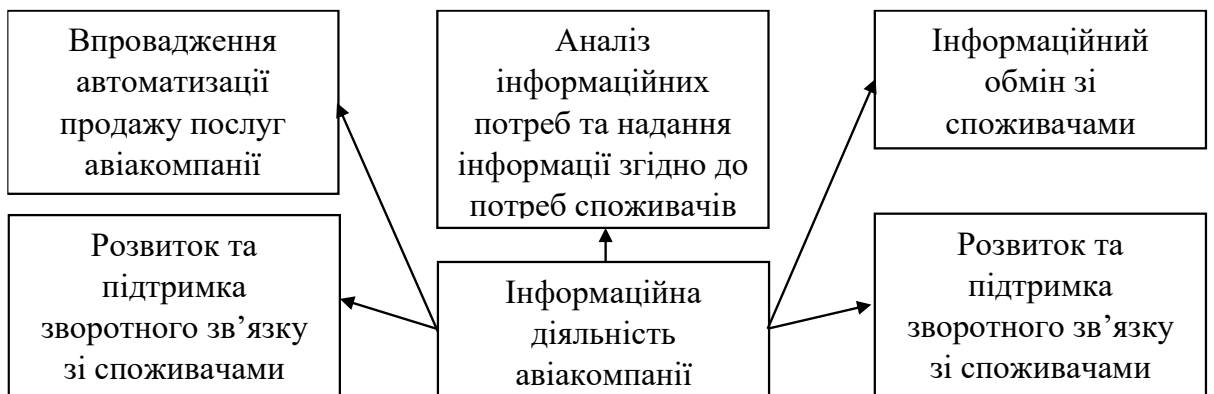 Впровадження
автоматизації
продажу послуг
авіакомпанії
Аналіз
інформаційних
потреб та надання
інформації згідно до
потреб споживачів
Інформаційний
обмін зі
споживачами
Розвиток та
підтримка
зворотного зв’язку
зі споживачами
Інформаційна
діяльність
авіакомпанії
Розвиток та
підтримка
зворотного зв’язку
зі споживачами